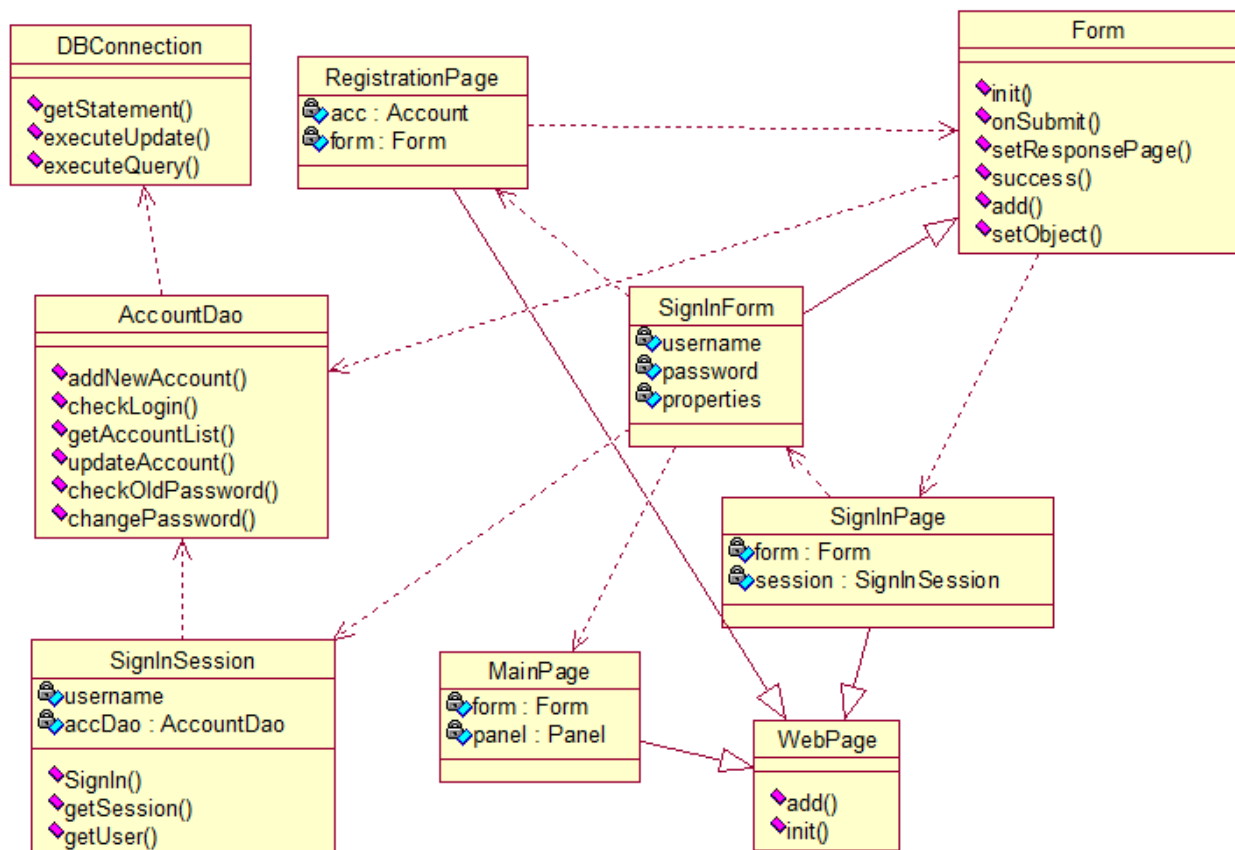 DBConnection
getStatement()
executeUpdate()
executeQuery()
RegistrationPage
acc : Account
form : Form
Form
init()
onSubmit()
setResponsePage()
success()
add()
setObject()
AccountDao
addNewAccount()
checkLogin()
getAccountList()
updateAccount()
checkOldPassword()
changePassword()
SignInForm
username
password
properties
SignInPage
form : Form
session : SignInSession
SignInSession
username
accDao : AccountDao
SignIn()
getSession()
getUser()
MainPage
form : Form
panel : Panel
WebPage
add()
init()